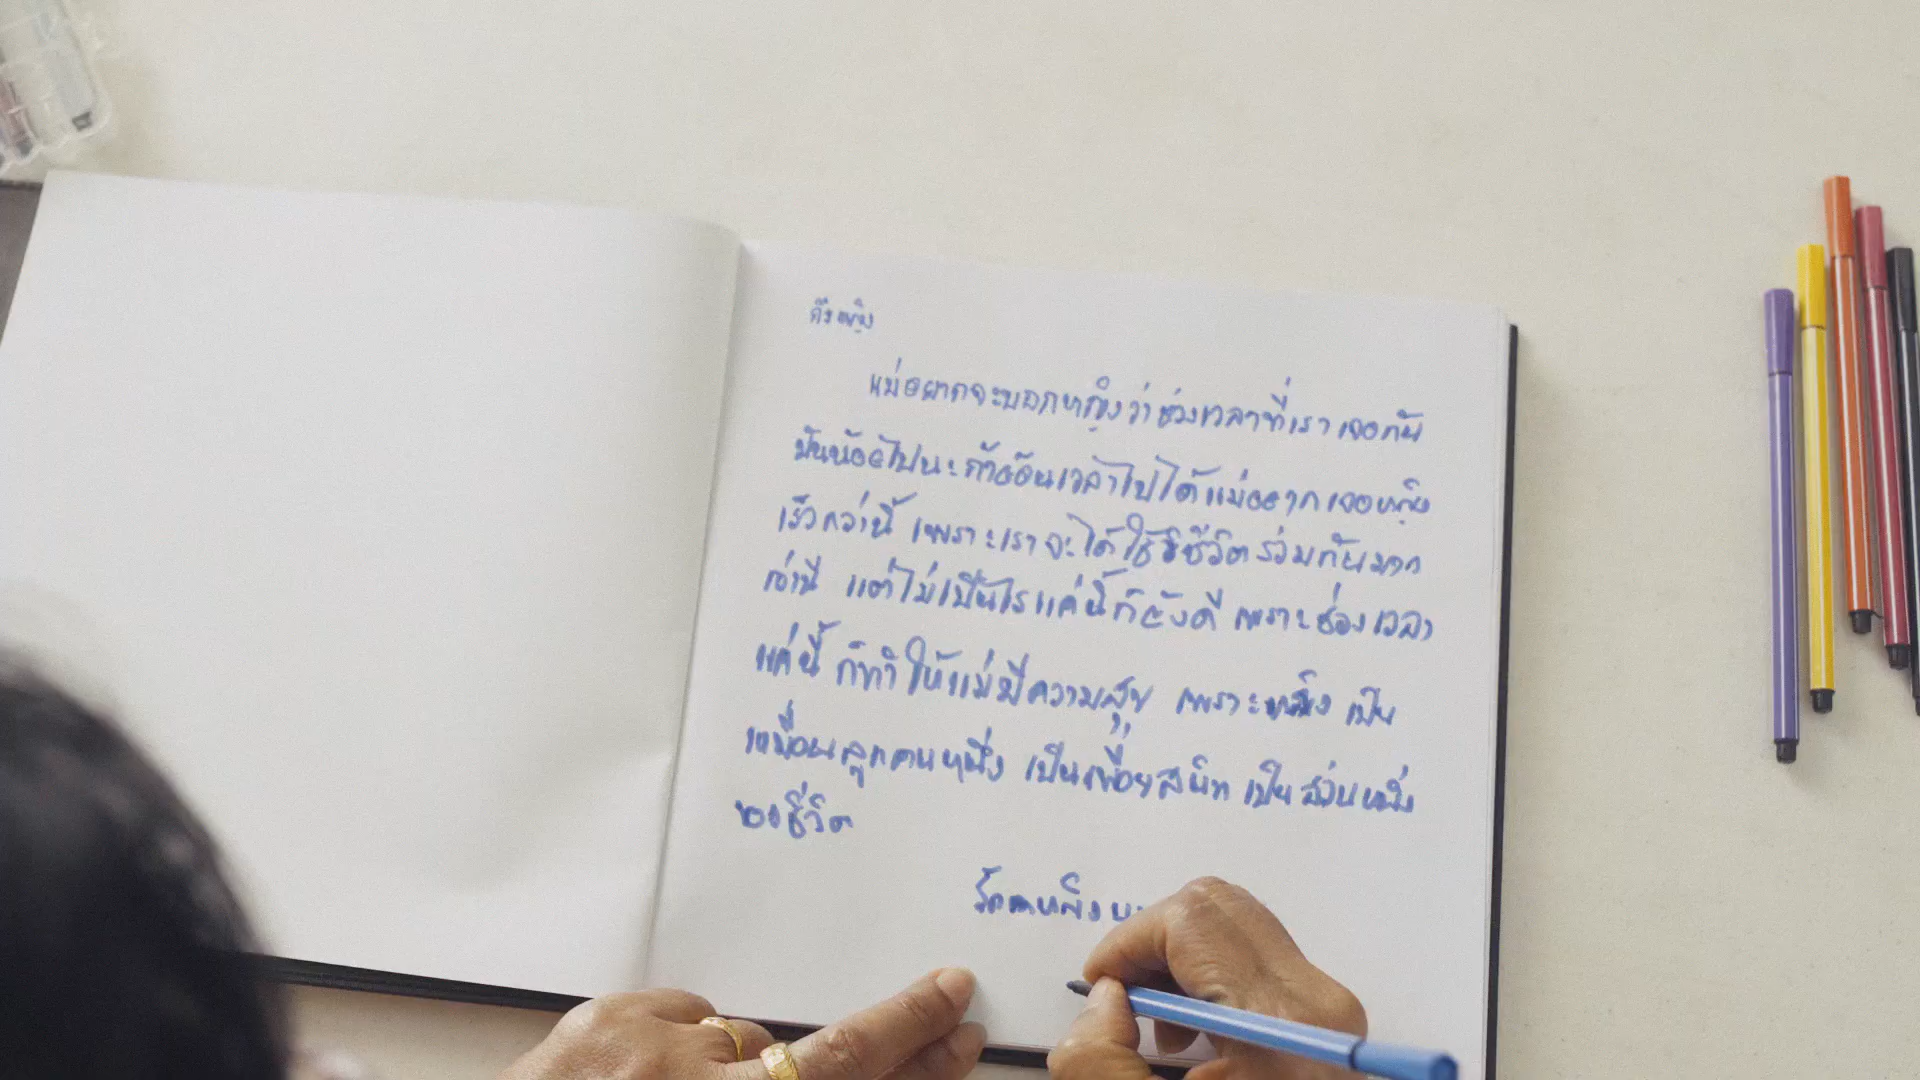 ถึงหญิง
แม่อยากจะบอกหญิงว่าช่วงเวลาที่เราเจอกัน
มันน้อยไปนะถ้าย้อนเวลาไปได้แม่อยากเจอหญิง
เร็วกว่านี้ เพราะเราจะได้ใช้ชีวิตร่วมกันมาก
กว่านี้ แต่ไม่เป็นไรแค่นี้ก็ยังดี เพราะช่วงเวลา
แค่นี้ ก็ทำให้แม่มีความสุข เพราะหญิง เป็น
เหมือนลูกคนหนึ่ง เป็นเพื่อนสนิท เป็นส่วนหนึ่ง
ของชีวิต
รักหญิงนะ